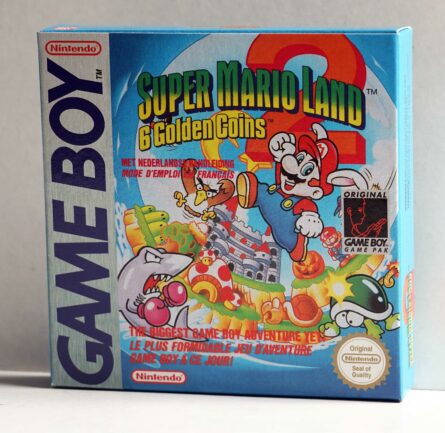 Nintendo
GAME BOY
TM
SUPER MARIO LAND
TM
2
6 Golden Coins
TM
MET NEDERLANDSE HANDLEIDING
MODE D'EMPLOI EN FRANÇAIS
ORIGINAL
GAME BOY
GAME PAK
THE BIGGEST GAME BOY ADVENTURE YET!
LE PLUS FORMIDABLE JEU D'AVENTURE
GAME BOY À CE JOUR!
Nintendo
Original
Nintendo
Seal of
Quality